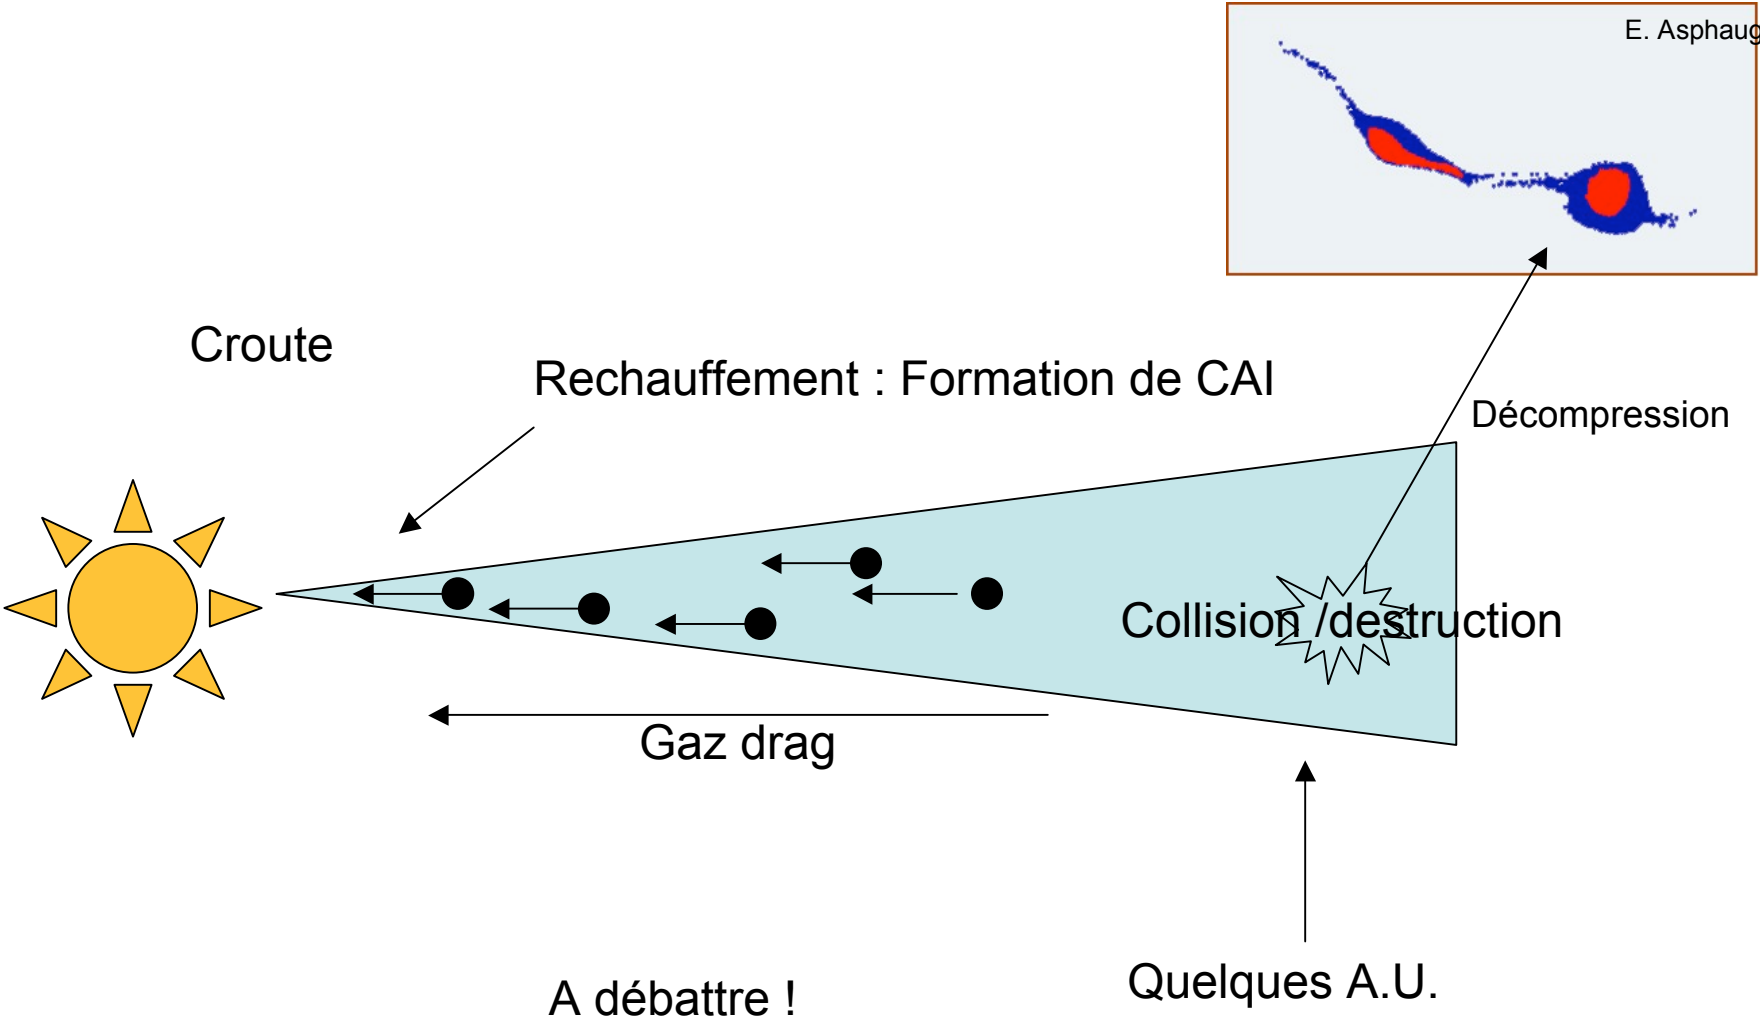 E. Asphaug
Croute
Rechauffement : Formation de CAI
Décompression
Collision /destruction
Gaz drag
Quelques A.U.
A débattre !